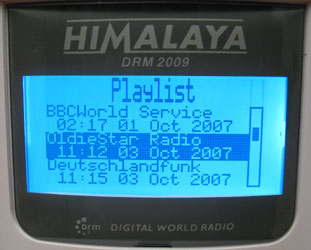 HIMALAYA
DRM 2009
Playlist
BBCWorld Service
02:17 01 Oct 2007
OldieStar Radio
11:12 03 Oct 2007
Deutschlandfunk
11:15 03 Oct 2007
drm DIGITAL WORLD RADIO